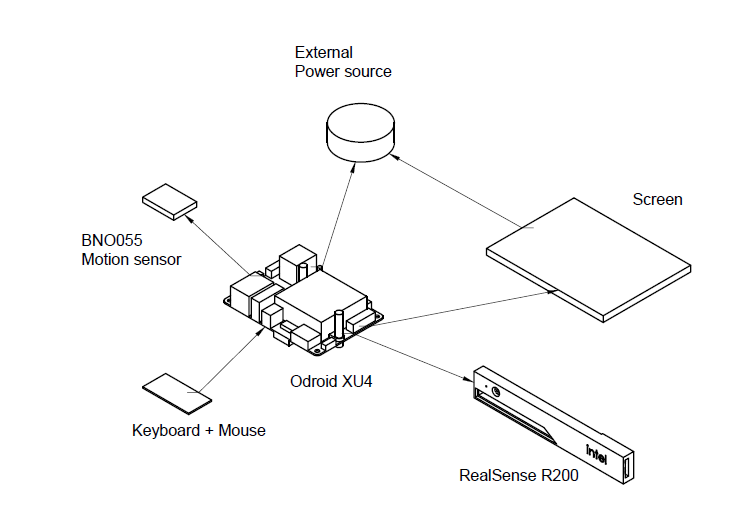 External
Power source
Screen
BNO055
Motion sensor
Odroid XU4
Keyboard + Mouse
intel
RealSense R200